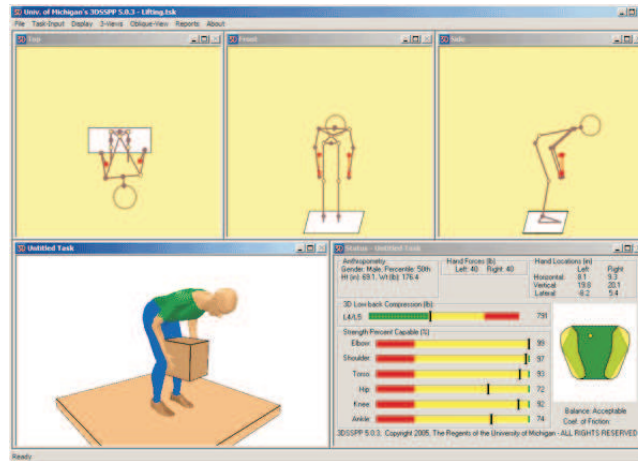 Univ. of Michigan's 3DSSPP 5.0.3 - Lifting.tsk
File Task-Input Display 3-Views Oblique-View Reports About
Top
Front
Side
Untitled Task
Status - Untitled Task
Anthropometry
Gender: Male, Percentile: 50th
Ht (in): 69.1, Wt (lb): 176.4
Hand Forces (lb)
Left: 40 Right: 40
Hand Locations (in)
Left Right
Horizontal: 9.1 9.3
Vertical: 19.8 20.1
Lateral: -6.2 5.4
3D Low back Compression (lb)
L4/L5: 791
Strength Percent Capable (%)
Elbow: 99
Shoulder: 97
Torso: 93
Hip: 72
Knee: 92
Ankle: 74
Balance: Acceptable
Coef. of Friction:
3DSSPP 5.0.3, Copyright 2005, The Regents of the University of Michigan - ALL RIGHTS RESERVED
Ready